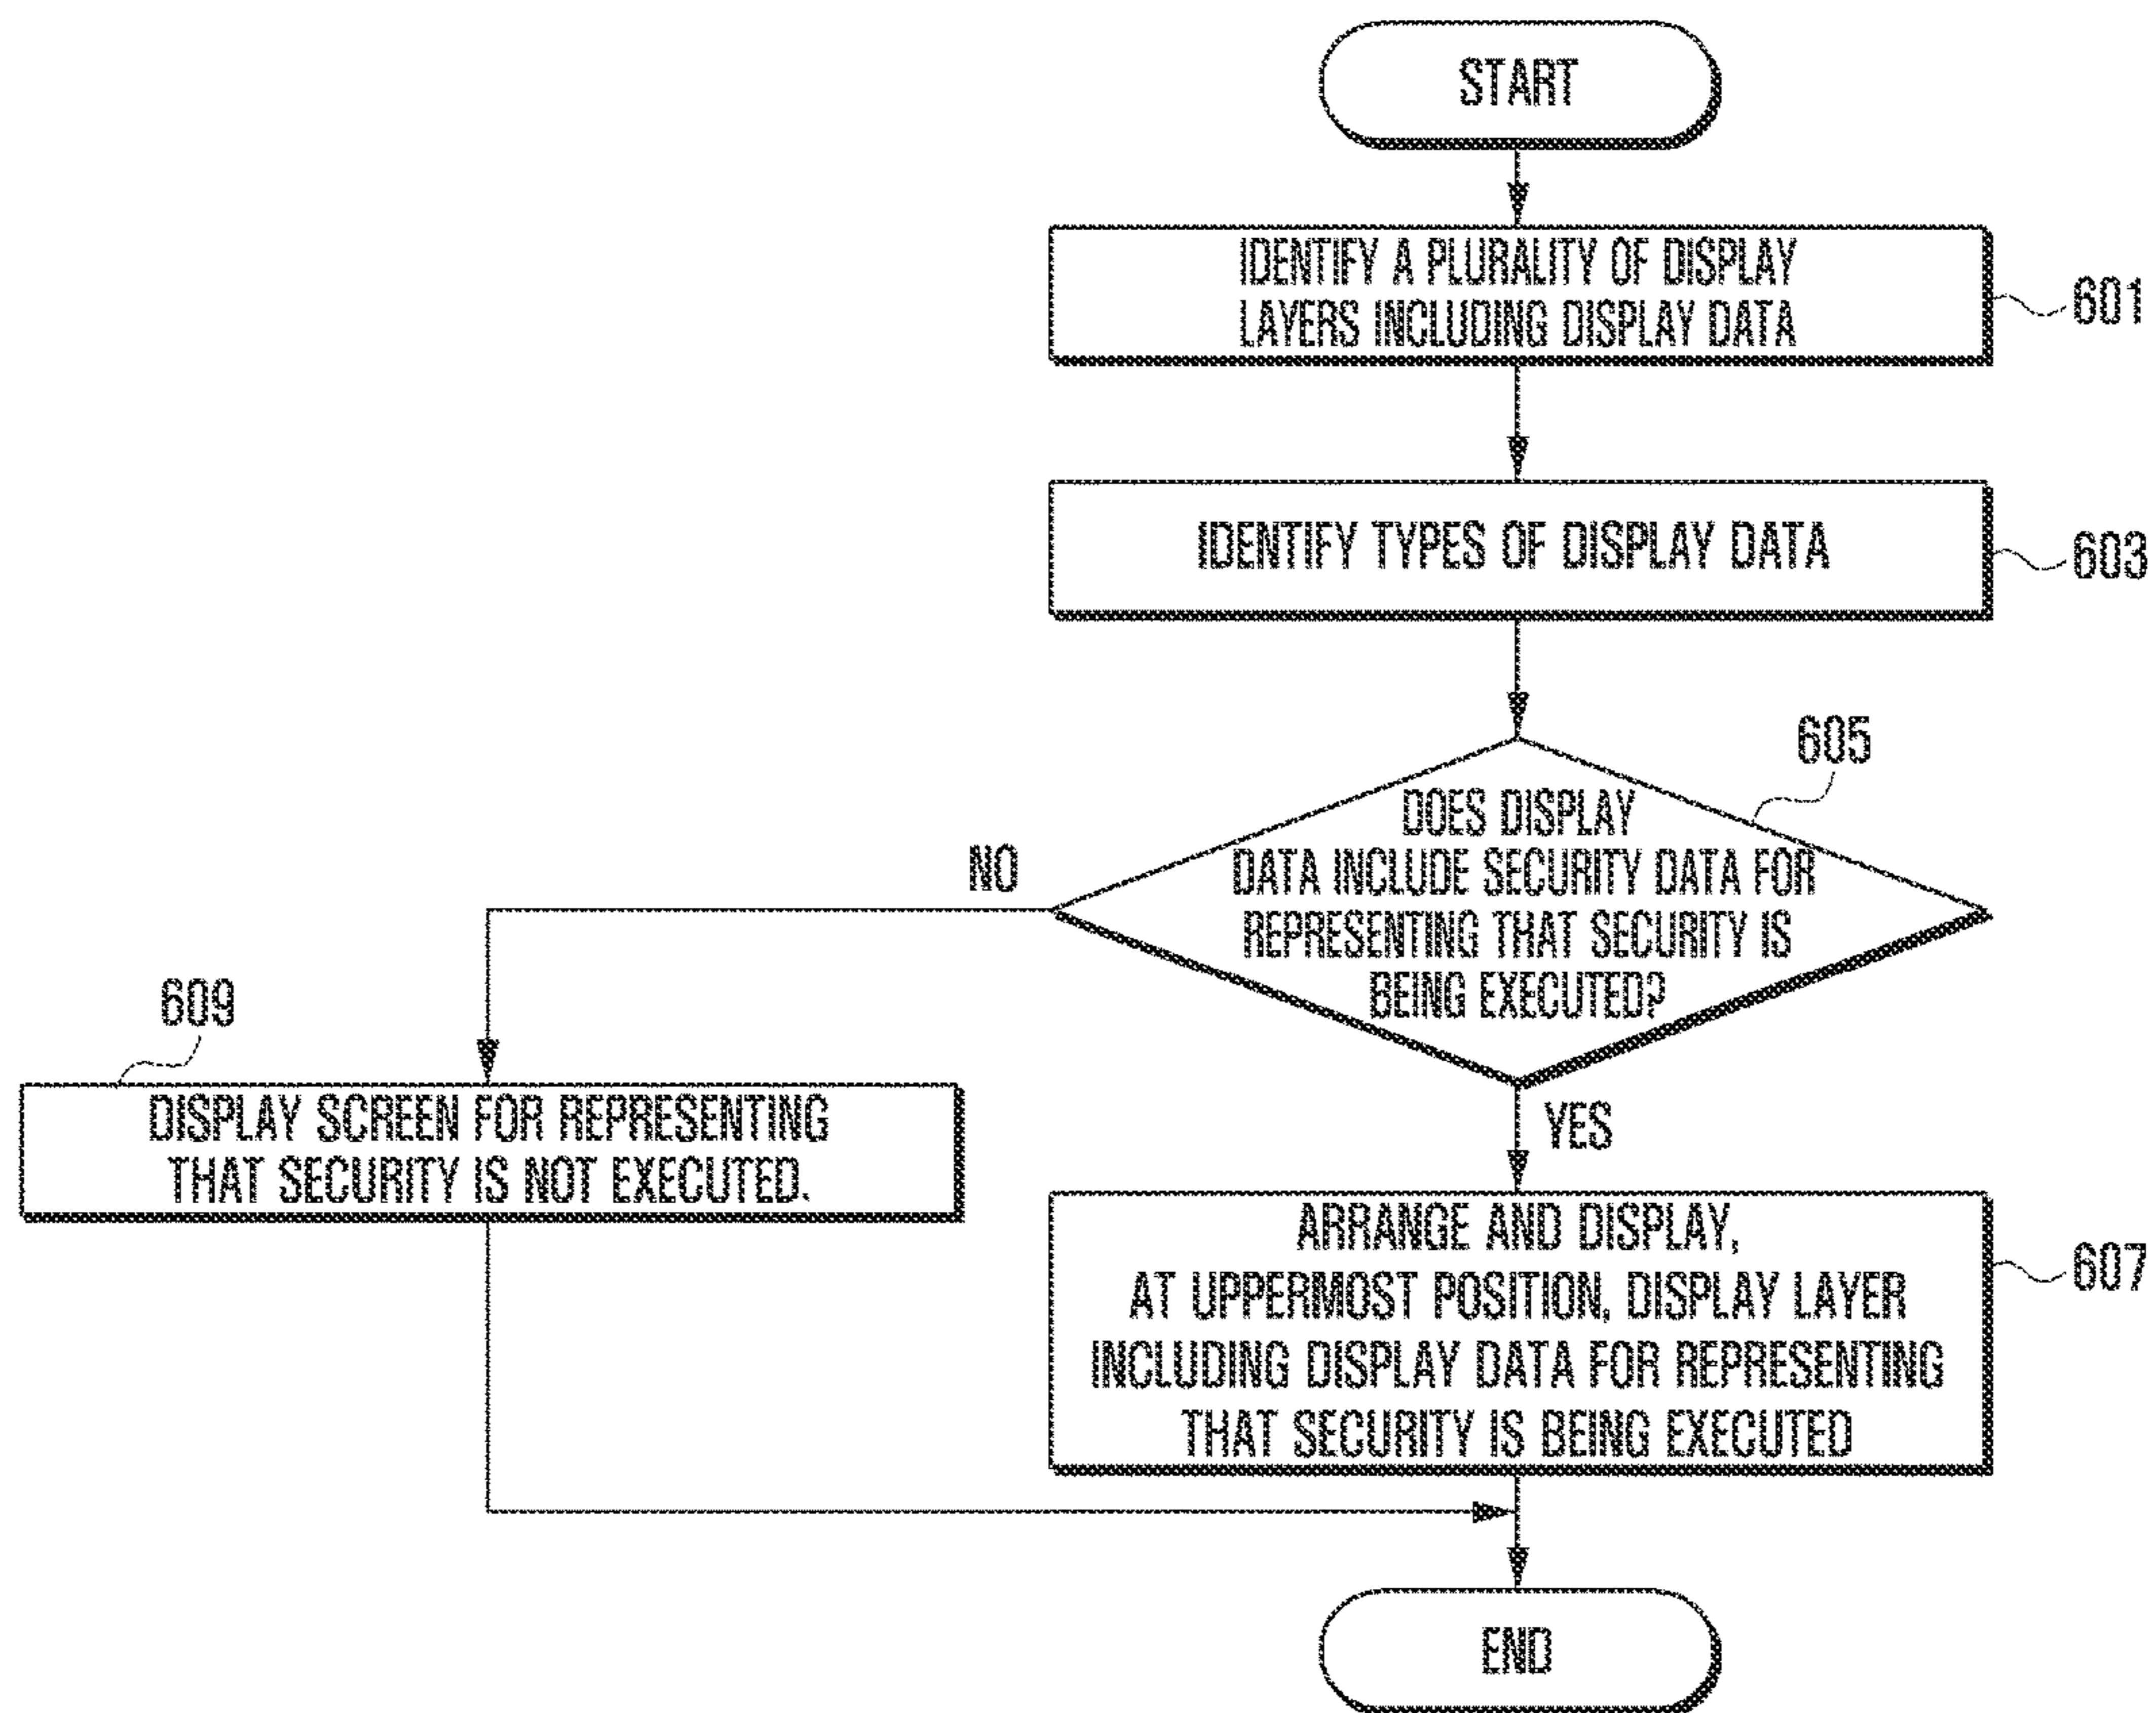 START
IDENTIFY A PLURALITY OF DISPLAY
LAYERS INCLUDING DISPLAY DATA
601
IDENTIFY TYPES OF DISPLAY DATA
603
605
DOES DISPLAY
DATA INCLUDE SECURITY DATA FOR
REPRESENTING THAT SECURITY IS
BEING EXECUTED?
NO
609
DISPLAY SCREEN FOR REPRESENTING
THAT SECURITY IS NOT EXECUTED.
YES
ARRANGE AND DISPLAY,
AT UPPERMOST POSITION, DISPLAY LAYER
INCLUDING DISPLAY DATA FOR REPRESENTING
THAT SECURITY IS BEING EXECUTED
607
END